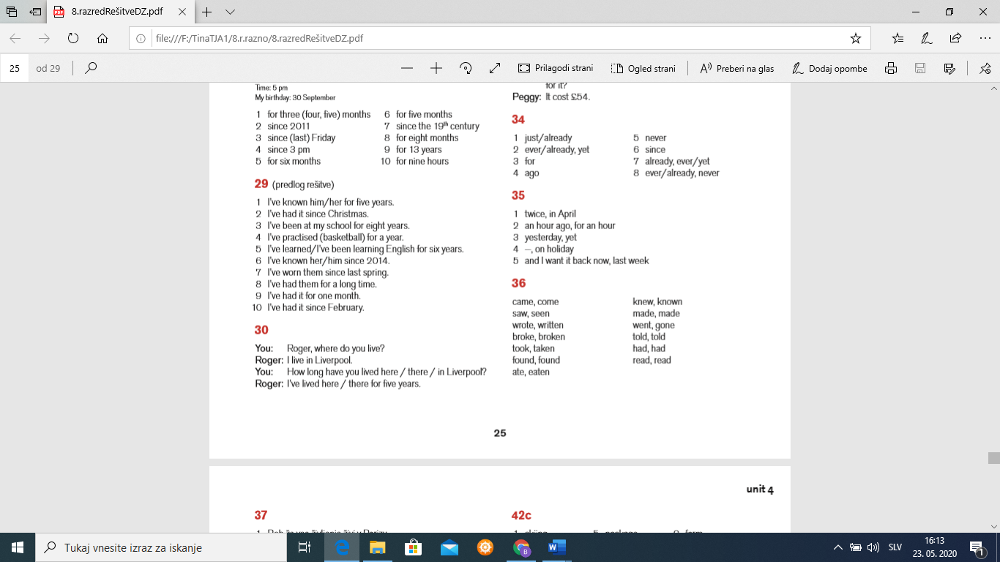 8.razredRešitveDZ.pdf
file:///F:/TinaTJA1/8.r.razno/8.razredRešitveDZ.pdf
25 od 29
Prilagodi strani
Ogled strani
Preberi na glas
Dodaj opombe
Time: 5 pm
My birthday: 30 September
1 for three (four, five) months
2 since 2011
3 since (last) Friday
4 since 3 pm
5 for six months
6 for five months
7 since the 19th century
8 for eight months
9 for 13 years
10 for nine hours
29 (predlog rešitve)
1 I've known him/her for five years.
2 I've had it since Christmas.
3 I've been at my school for eight years.
4 I've practised (basketball) for a year.
5 I've learned/I've been learning English for six years.
6 I've known her/him since 2014.
7 I've worn them since last spring.
8 I've had them for a long time.
9 I've had it for one month.
10 I've had it since February.
30
You: Roger, where do you live?
Roger: I live in Liverpool.
You: How long have you lived here / there / in Liverpool?
Roger: I've lived here / there for five years.
for it?
Peggy: It cost £54.
34
1 just/already
2 ever/already, yet
3 for
4 ago
5 never
6 since
7 already, ever/yet
8 ever/already, never
35
1 twice, in April
2 an hour ago, for an hour
3 yesterday, yet
4 –, on holiday
5 and I want it back now, last week
36
came, come
saw, seen
wrote, written
broke, broken
took, taken
found, found
ate, eaten
knew, known
made, made
went, gone
told, told
had, had
read, read
25
unit 4
37
42c
Tukaj vnesite izraz za iskanje
SLV
16:13
23. 05. 2020